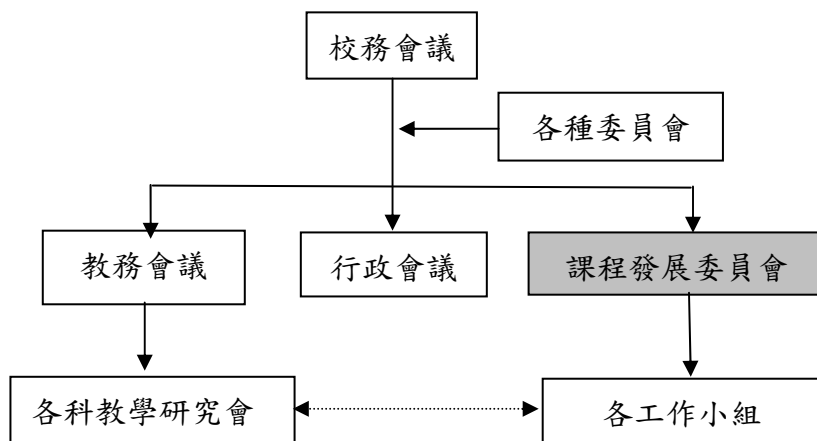 校務會議
各種委員會
教務會議
行政會議
課程發展委員會
各科教學研究會
各工作小組